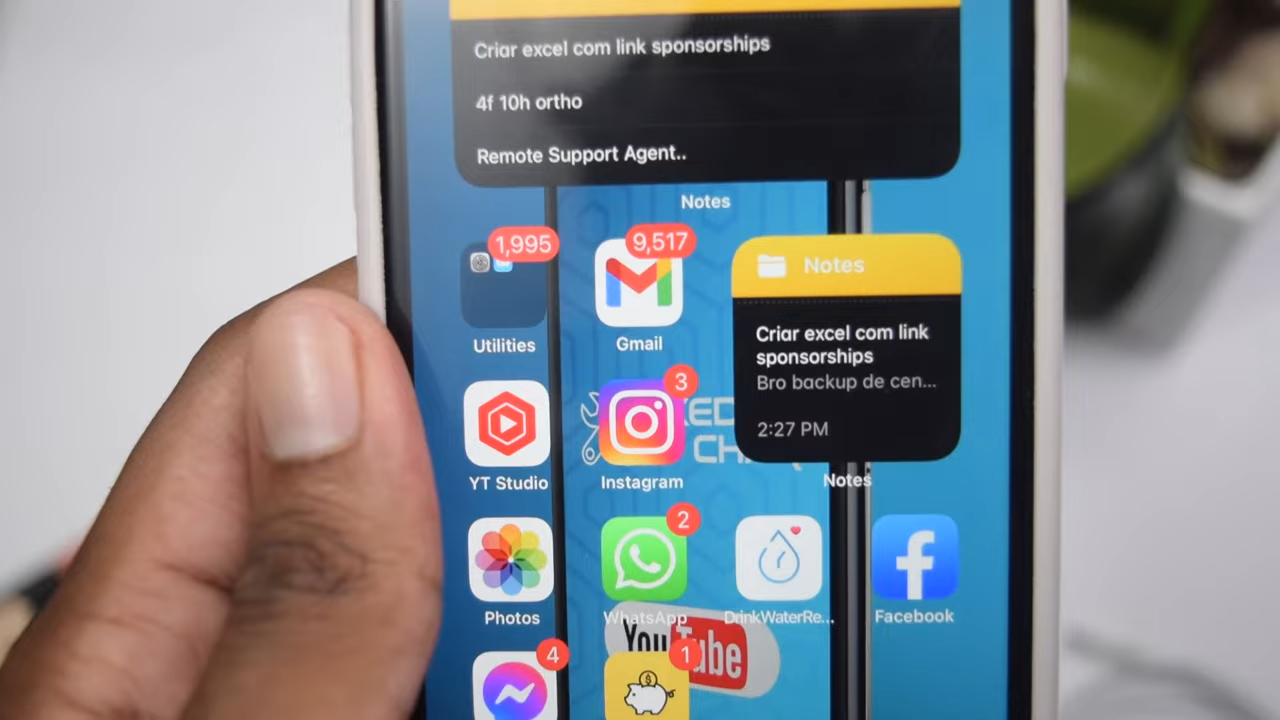 Criar excel com link sponsorships
4f 10h ortho
Remote Support Agent..
Notes
1,995
9,517
Notes
Utilities
Gmail
Criar excel com link
sponsorships
Bro backup de cen...
2:27 PM
3
YT Studio
Instagram
Notes
2
Photos
WhatsApp
DrinkWaterRe...
Facebook
YouTube
4
1